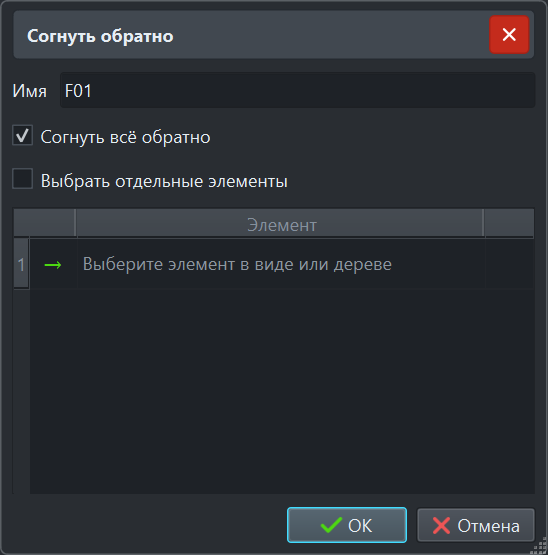 Согнуть обратно
Имя F01
Согнуть всё обратно
Выбрать отдельные элементы
Элемент
1 → Выберите элемент в виде или дереве
OK Отмена